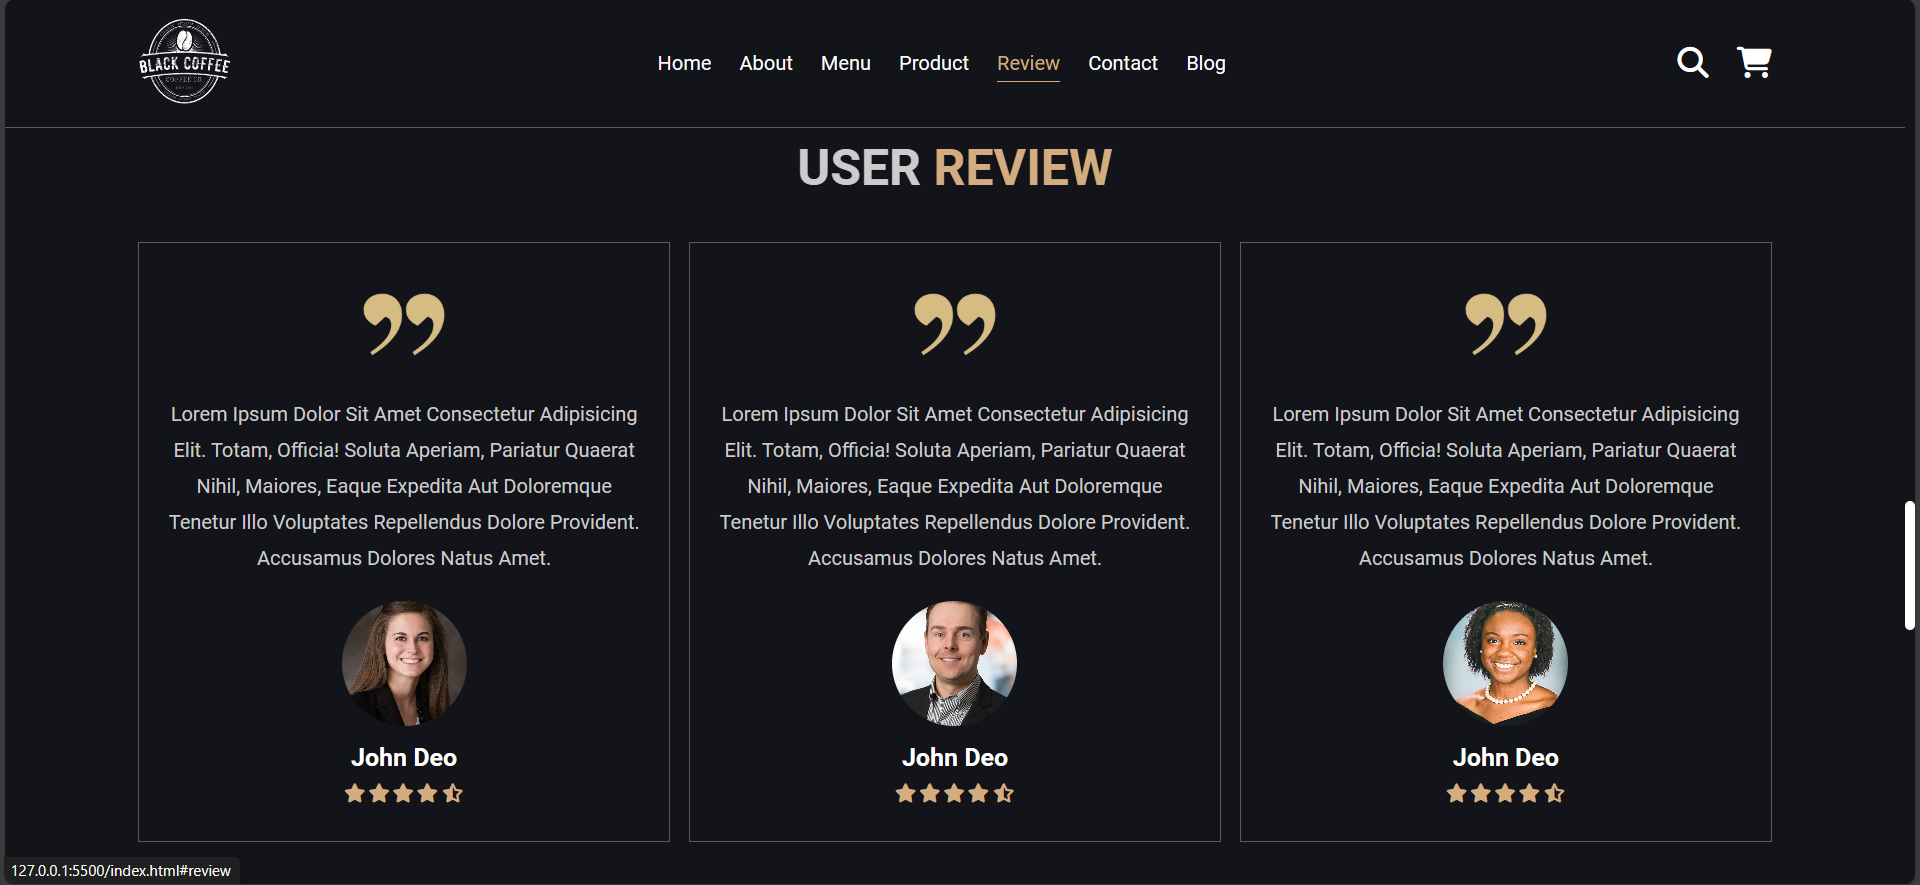 BLACK COFFEE
COFFEE CO
Home About Menu Product Review Contact Blog
USER REVIEW
”
Lorem Ipsum Dolor Sit Amet Consectetur Adipisicing
Elit. Totam, Officia! Soluta Aperiam, Pariatur Quaerat
Nihil, Maiores, Eaque Expedita Aut Doloremque
Tenetur Illo Voluptates Repellendus Dolore Provident.
Accusamus Dolores Natus Amet.
John Deo
”
Lorem Ipsum Dolor Sit Amet Consectetur Adipisicing
Elit. Totam, Officia! Soluta Aperiam, Pariatur Quaerat
Nihil, Maiores, Eaque Expedita Aut Doloremque
Tenetur Illo Voluptates Repellendus Dolore Provident.
Accusamus Dolores Natus Amet.
John Deo
”
Lorem Ipsum Dolor Sit Amet Consectetur Adipisicing
Elit. Totam, Officia! Soluta Aperiam, Pariatur Quaerat
Nihil, Maiores, Eaque Expedita Aut Doloremque
Tenetur Illo Voluptates Repellendus Dolore Provident.
Accusamus Dolores Natus Amet.
John Deo
127.0.0.1:5500/index.html#review